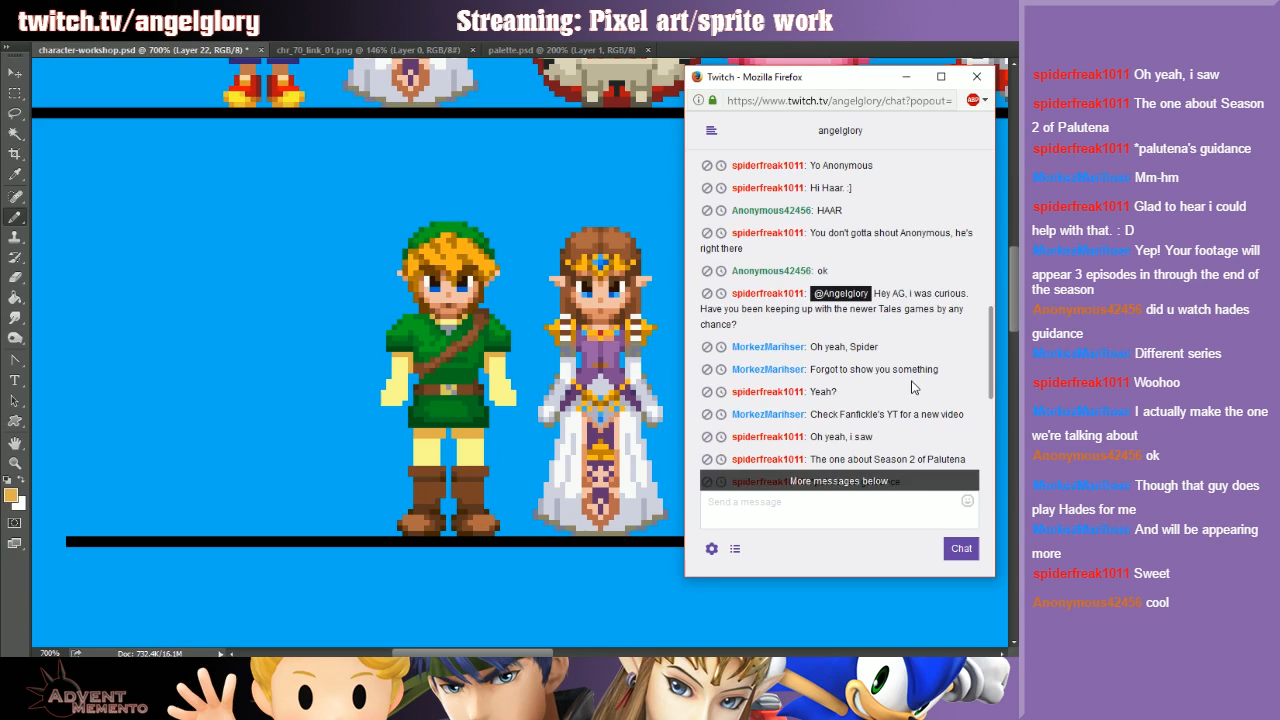 twitch.tv/angelglory
Streaming: Pixel art/sprite work
character-workshop.psd @ 700% (Layer 22, RGB/8) *
chr_70_link_01.png @ 146% (Layer 0, RGB/8#)
palette.psd @ 200% (Layer 1, RGB/8)
Twitch - Mozilla Firefox
https://www.twitch.tv/angelglory/chat?popout=
ABP
angelglory
spiderfreak1011: Yo Anonymous
spiderfreak1011: Hi Haar. :]
Anonymous42456: HAAR
spiderfreak1011: You don't gotta shout Anonymous, he's
right there
Anonymous42456: ok
spiderfreak1011: @Angelglory Hey AG, i was curious.
Have you been keeping up with the newer Tales games by any
chance?
MorkezMarihser: Oh yeah, Spider
MorkezMarihser: Forgot to show you something
spiderfreak1011: Yeah?
MorkezMarihser: Check Fanfickle's YT for a new video
spiderfreak1011: Oh yeah, i saw
spiderfreak1011: The one about Season 2 of Palutena
More messages below
Send a message
Chat
700%
Doc: 732.4K/16.1M
ADVENT
MEMENTO
spiderfreak1011 Oh yeah, i saw
spiderfreak1011 The one about Season
2 of Palutena
spiderfreak1011 *palutena's guidance
MorkezMarihser Mm-hm
spiderfreak1011 Glad to hear i could
help with that. : D
MorkezMarihser Yep! Your footage will
appear 3 episodes in through the end of
the season
Anonymous42456 did u watch hades
guidance
MorkezMarihser Different series
spiderfreak1011 Woohoo
MorkezMarihser I actually make the one
we're talking about
Anonymous42456 ok
MorkezMarihser Though that guy does
play Hades for me
MorkezMarihser And will be appearing
more
spiderfreak1011 Sweet
Anonymous42456 cool